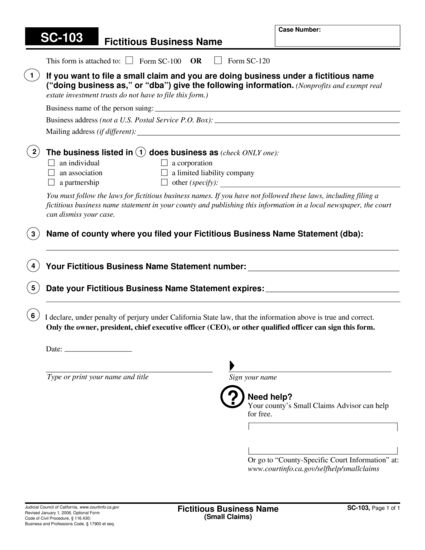 SC-103 Fictitious Business Name
Case Number:
This form is attached to: Form SC-100 OR Form SC-120
1 If you want to file a small claim and you are doing business under a fictitious name
("doing business as," or "dba") give the following information. (Nonprofits and exempt real
estate investment trusts do not have to file this form.)
Business name of the person suing:
Business address (not a U.S. Postal Service P.O. Box):
Mailing address (if different):
2 The business listed in 1 does business as (check ONLY one):
an individual a corporation
an association a limited liability company
a partnership other (specify):
You must follow the laws for fictitious business names. If you have not followed these laws, including filing a
fictitious business name statement in your county and publishing this information in a local newspaper, the court
can dismiss your case.
3 Name of county where you filed your Fictitious Business Name Statement (dba):
4 Your Fictitious Business Name Statement number:
5 Date your Fictitious Business Name Statement expires:
6 I declare, under penalty of perjury under California State law, that the information above is true and correct.
Only the owner, president, chief executive officer (CEO), or other qualified officer can sign this form.
Date:
Type or print your name and title
Sign your name
? Need help?
Your county's Small Claims Advisor can help
for free.
Or go to "County-Specific Court Information" at:
www.courtinfo.ca.gov/selfhelp/smallclaims
Judicial Council of California, www.courtinfo.ca.gov
Revised January 1, 2008, Optional Form
Code of Civil Procedure, § 116.430;
Business and Professions Code, § 17900 et seq.
Fictitious Business Name
(Small Claims)
SC-103, Page 1 of 1